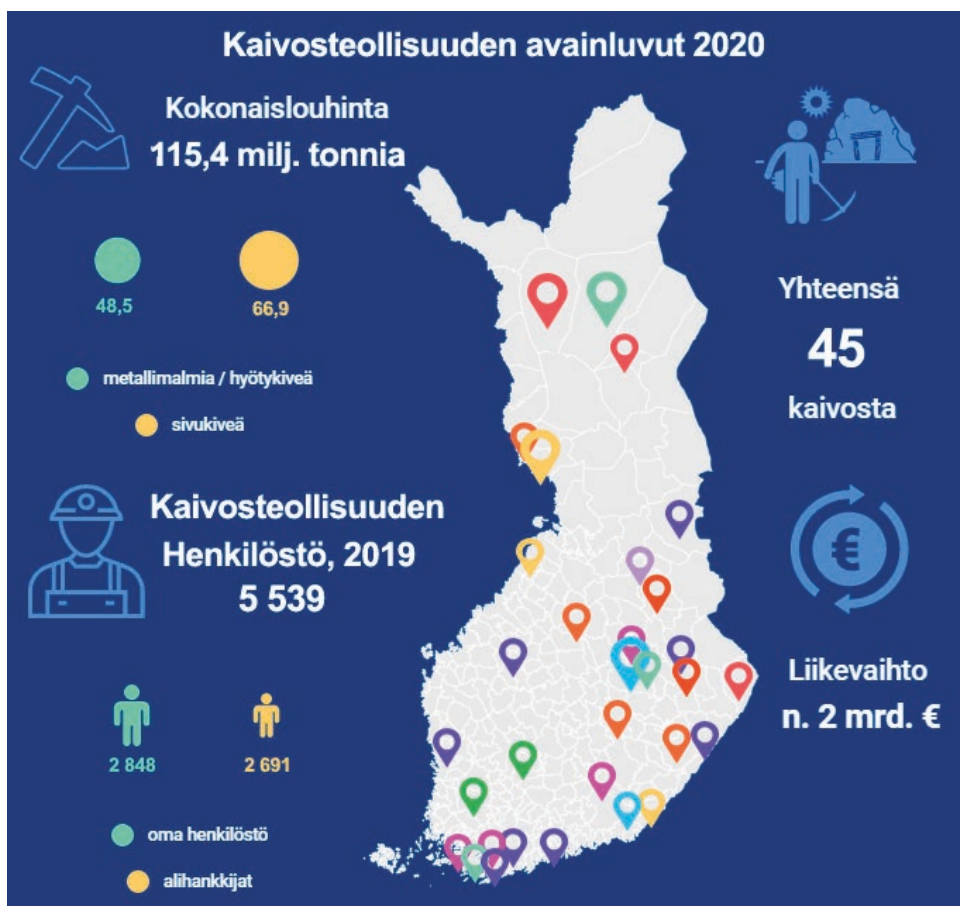 Kaivosteollisuuden avainluvut 2020
Kokonaislouhinta
115,4 milj. tonnia
48,5
66,9
metallimalmia / hyötykiveä
sivukiveä
Kaivosteollisuuden
Henkilöstö, 2019
5 539
2 848
2 691
oma henkilöstö
alihankkijat
Yhteensä
45
kaivosta
€
Liikevaihto
n. 2 mrd. €